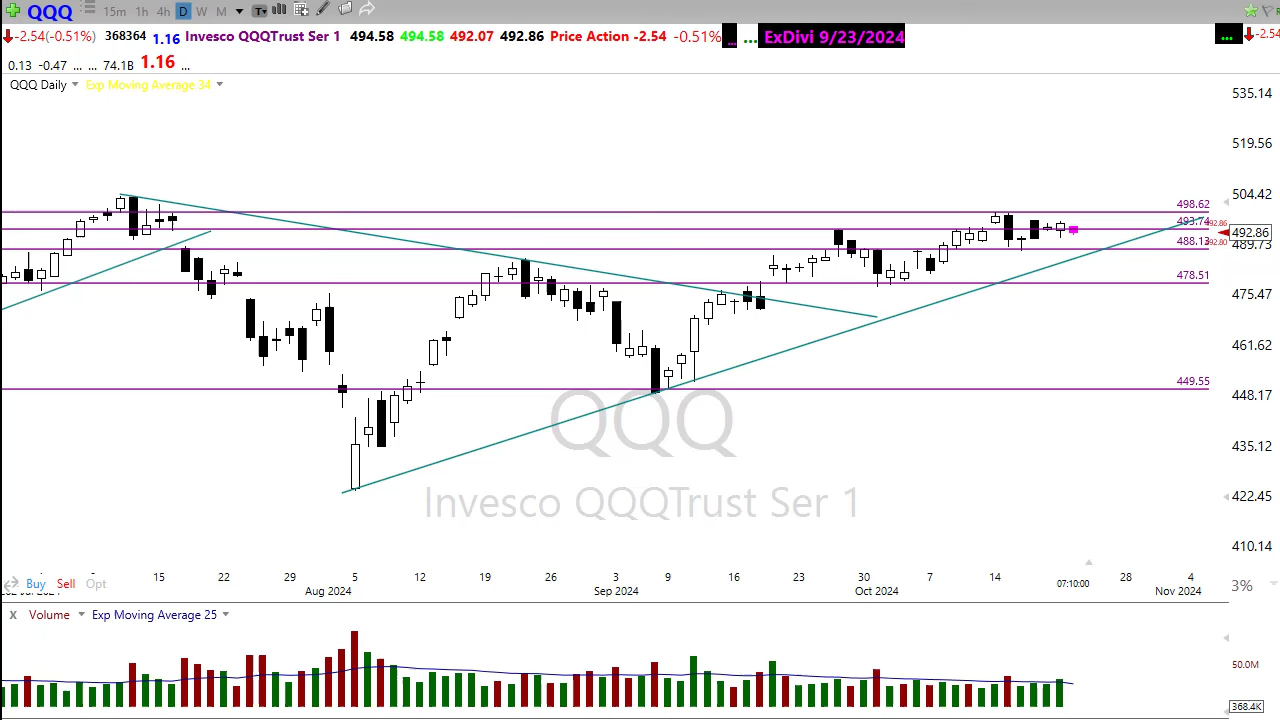 QQQ 15m 1h 4h D W M T
-2.54(-0.51%) 368364 1.16 Invesco QQQTrust Ser 1 494.58 494.58 492.07 492.86 Price Action -2.54 -0.51% ... ... ExDivi 9/23/2024 ... -2.54
0.13 -0.47 ... ... 74.1B 1.16 ...
QQQ Daily Exp Moving Average 34
535.14
519.56
504.42
498.62
493.74 492.86
492.86
488.13 492.80
489.73
478.51
475.47
461.62
449.55
448.17
QQQ
435.12
Invesco QQQTrust Ser 1
422.45
410.14
15 22 29 5 12 19 26 3 9 16 23 30 7 14 28 4
Buy Sell Opt 07:10:00 3%
Aug 2024 Sep 2024 Oct 2024 Nov 2024
X Volume Exp Moving Average 25
50.0M
368.4K